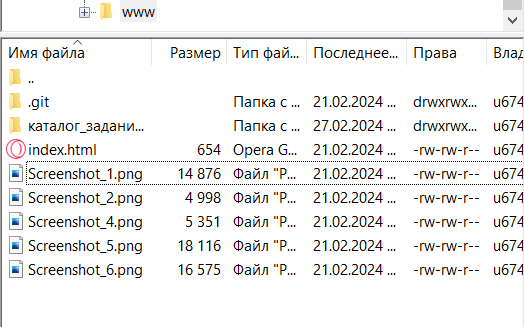 www
Имя файла Размер Тип фай... Последнее... Права Влад
..
.git Папка с ... 21.02.2024 ... drwxrwx... u674
каталог_задани... Папка с ... 27.02.2024 ... drwxrwx... u674
index.html 654 Opera G... 21.02.2024 ... -rw-rw-r-- u674
Screenshot_1.png 14 876 Файл "P... 21.02.2024 ... -rw-rw-r-- u674
Screenshot_2.png 4 998 Файл "P... 21.02.2024 ... -rw-rw-r-- u674
Screenshot_4.png 5 351 Файл "P... 21.02.2024 ... -rw-rw-r-- u674
Screenshot_5.png 18 116 Файл "P... 21.02.2024 ... -rw-rw-r-- u674
Screenshot_6.png 16 575 Файл "P... 21.02.2024 ... -rw-rw-r-- u674